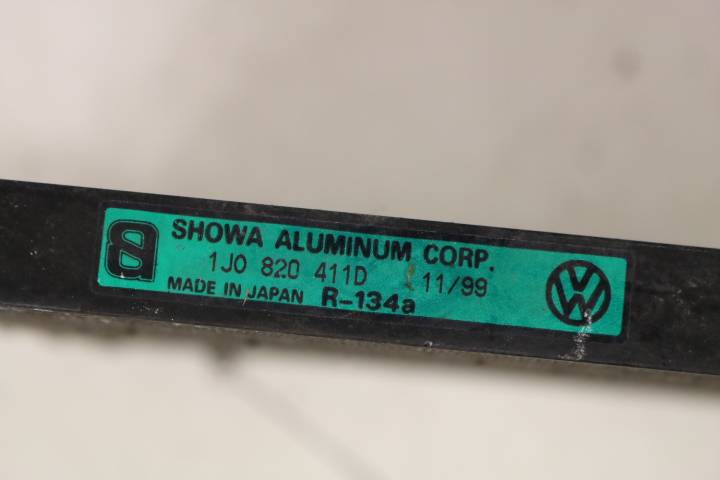 SHOWA ALUMINUM CORP.
1J0 820 411D 11/99
MADE IN JAPAN R-134a